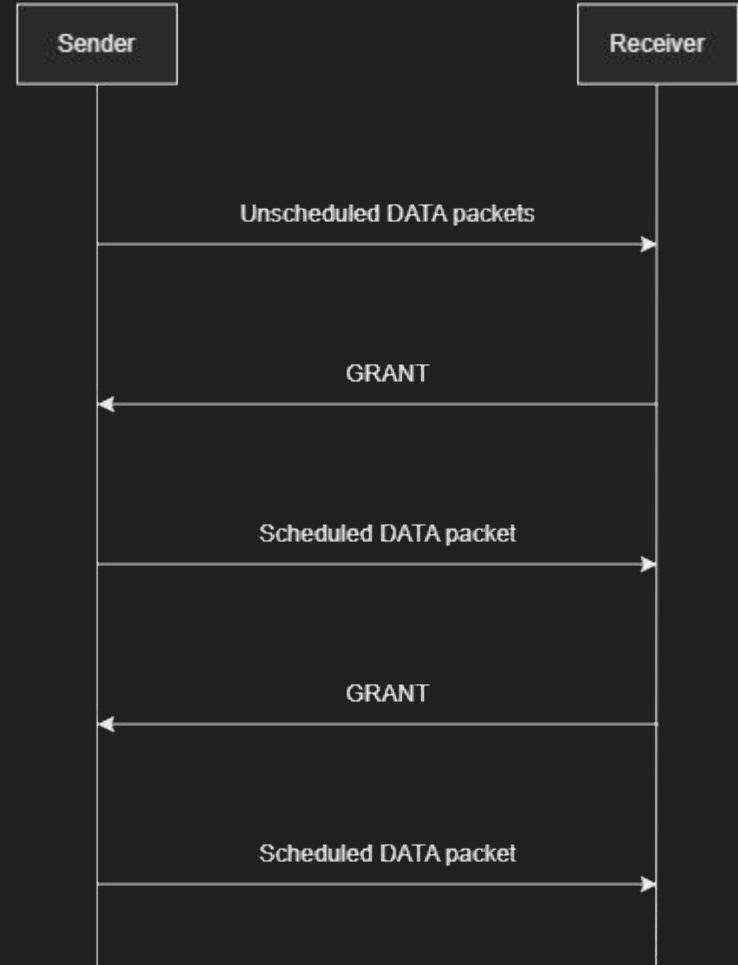 Sender
Receiver
Unscheduled DATA packets
GRANT
Scheduled DATA packet
GRANT
Scheduled DATA packet